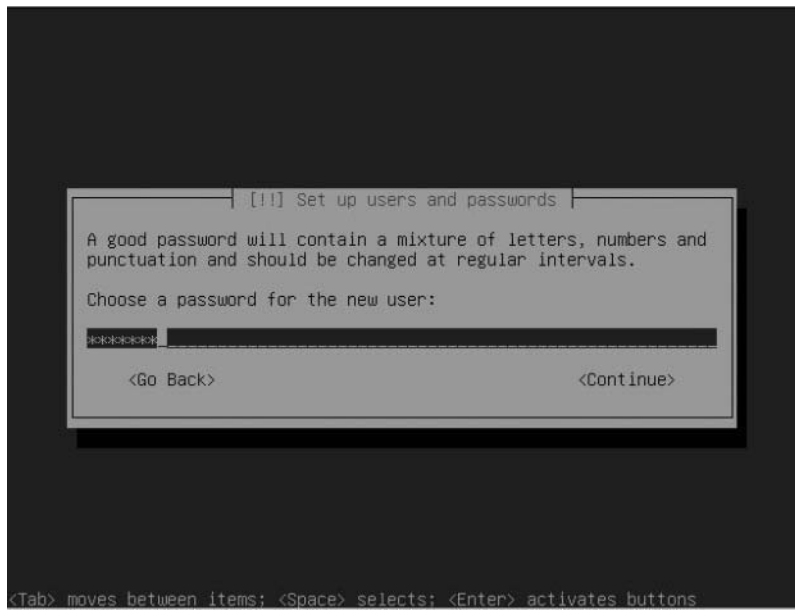 [!!] Set up users and passwords
A good password will contain a mixture of letters, numbers and
punctuation and should be changed at regular intervals.
Choose a password for the new user:
*******
<Go Back> <Continue>
<Tab> moves between items; <Space> selects; <Enter> activates buttons